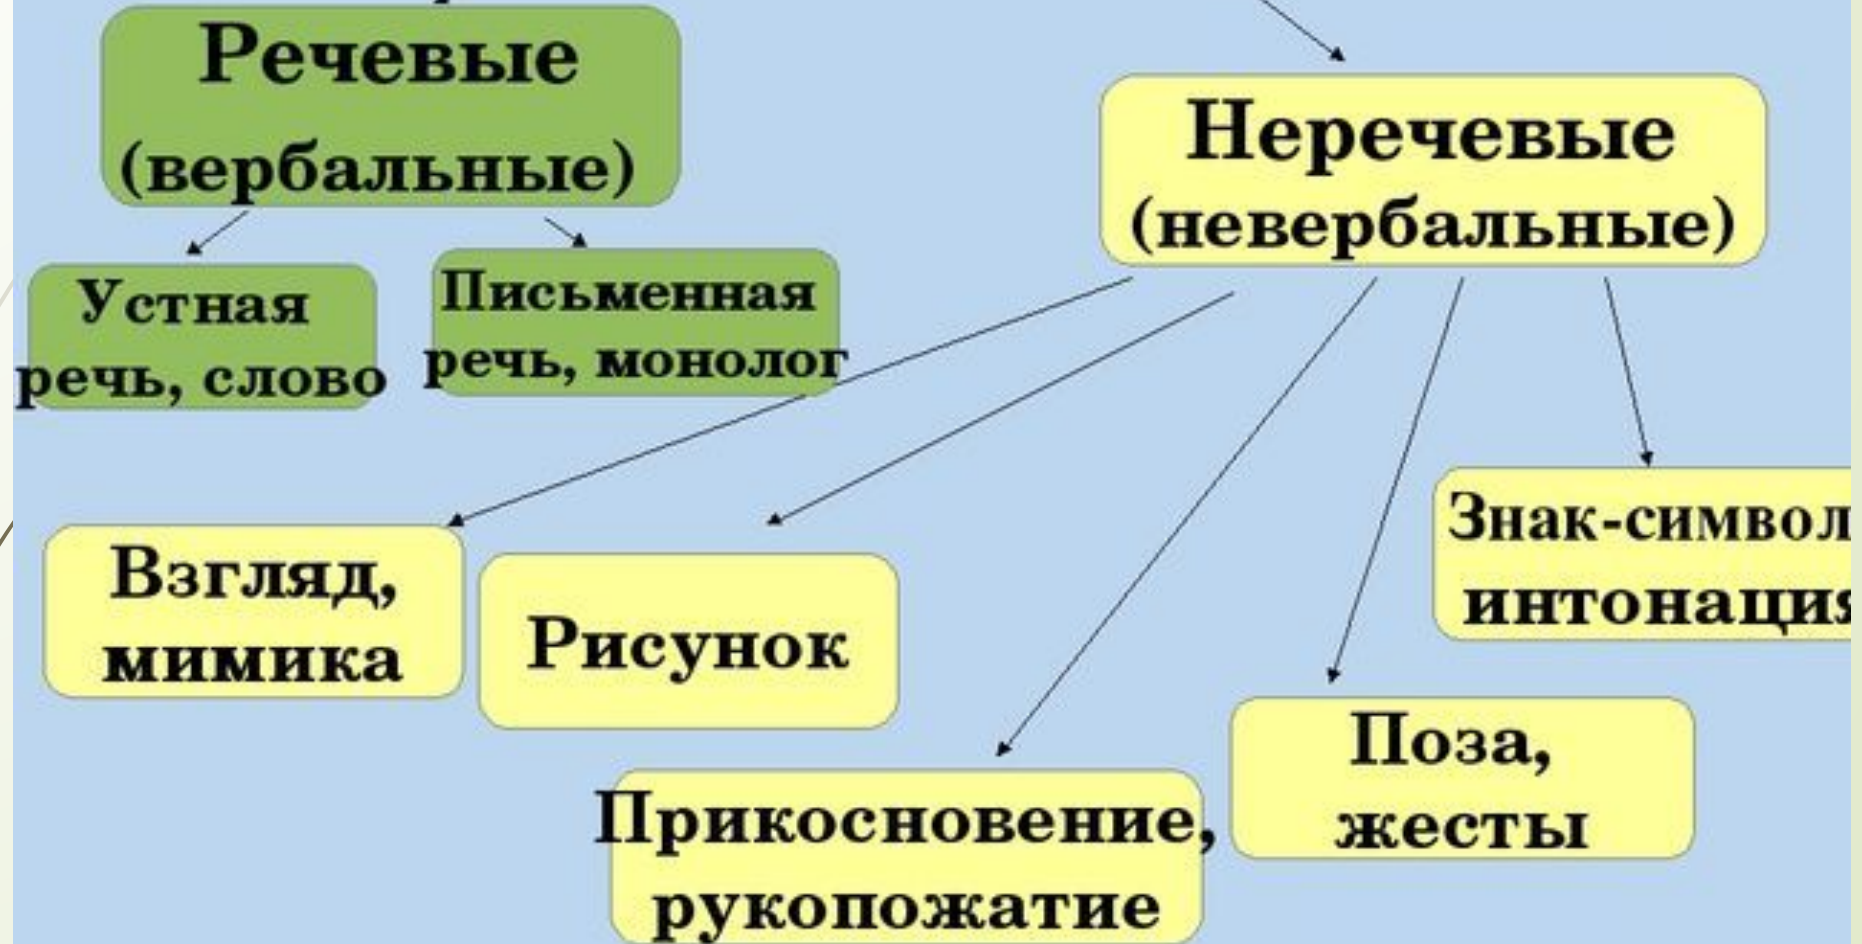 Речевые
(вербальные)
Неречевые
(невербальные)
Устная
речь, слово
Письменная
речь, монолог
Взгляд,
мимика
Рисунок
Прикосновение,
рукопожатие
Поза,
жесты
Знак-символ
интонация